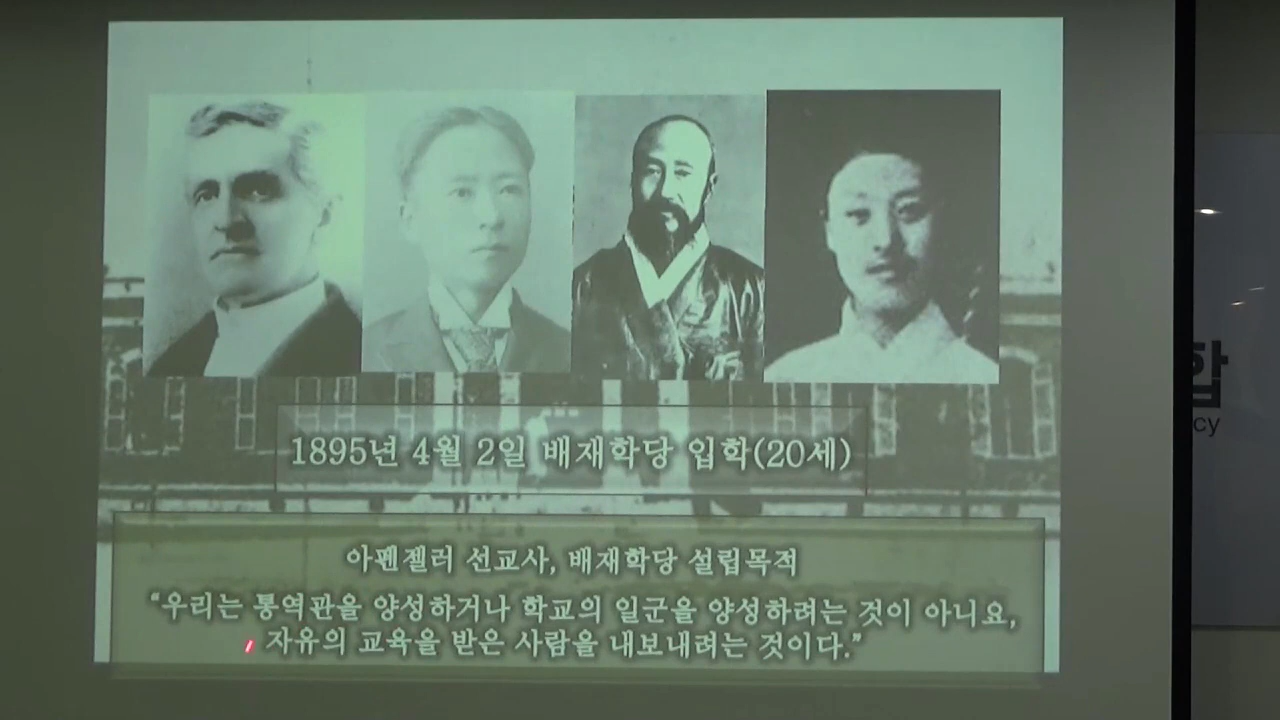 1895년 4월 2일 배재학당 입학(20세)
아펜젤러 선교사, 배재학당 설립목적
“우리는 통역관을 양성하거나 학교의 일군을 양성하려는 것이 아니요,
자유의 교육을 받은 사람을 내보내려는 것이다.”
합
cy